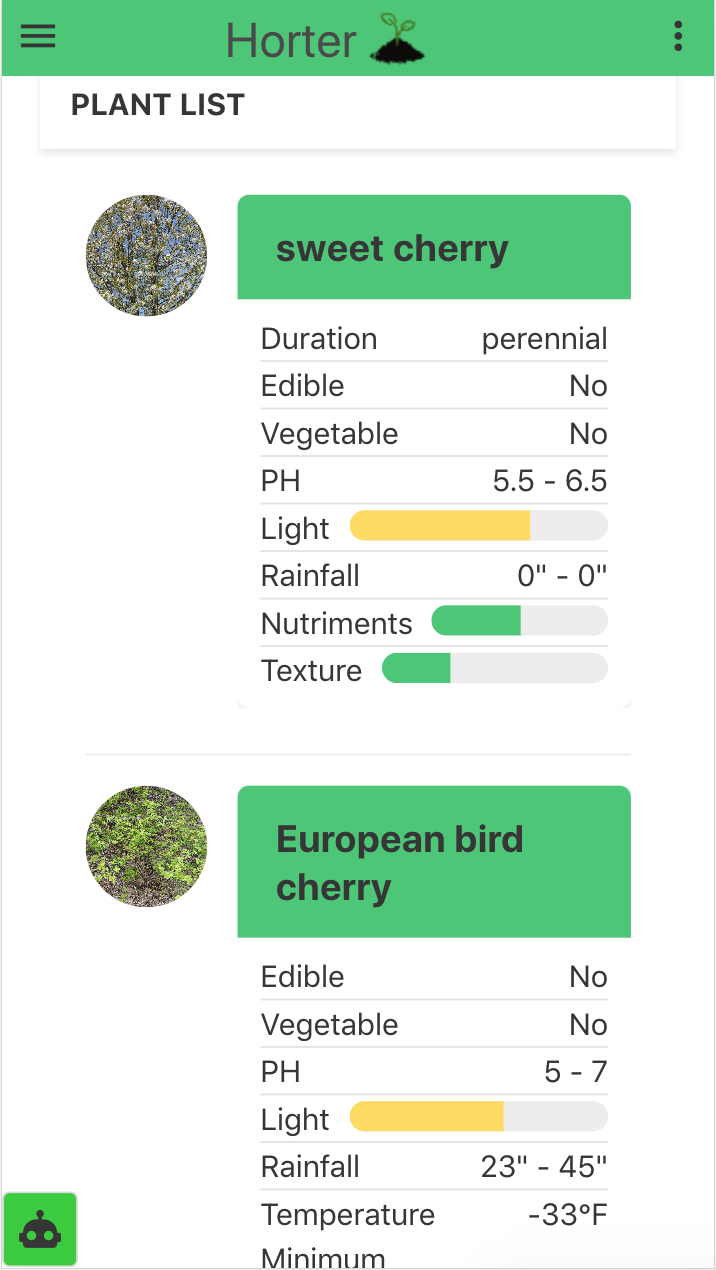 Horter
PLANT LIST
sweet cherry
Duration perennial
Edible No
Vegetable No
PH 5.5 - 6.5
Light
Rainfall 0" - 0"
Nutriments
Texture
European bird
cherry
Edible No
Vegetable No
PH 5 - 7
Light
Rainfall 23" - 45"
Temperature -33°F
Minimum